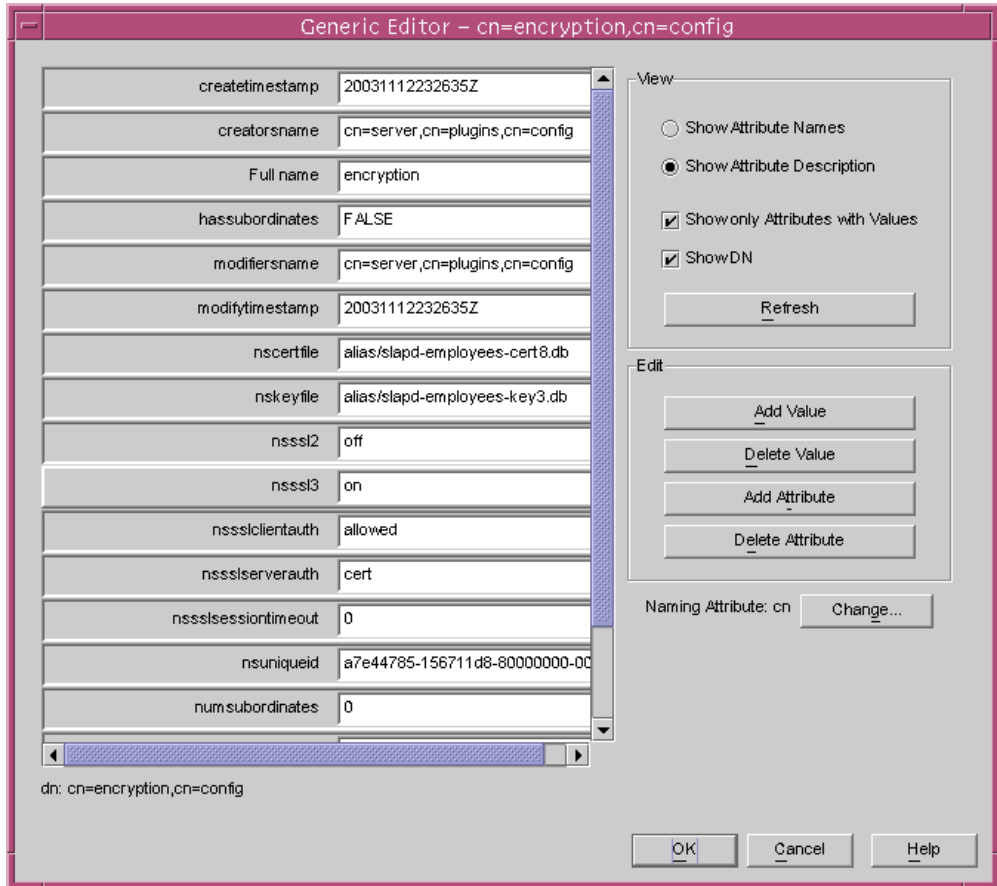 Generic Editor – cn=encryption,cn=config
createtimestamp 20031112232635Z
creatorsname cn=server,cn=plugins,cn=config
Full name encryption
hassubordinates FALSE
modifiersname cn=server,cn=plugins,cn=config
modifytimestamp 20031112232635Z
nscertfile alias/slapd-employees-cert8.db
nskeyfile alias/slapd-employees-key3.db
nsssl2 off
nsssl3 on
nssslclientauth allowed
nssslserverauth cert
nssslsessiontimeout 0
nsuniqueid a7e44785-156711d8-80000000-00
numsubordinates 0
dn: cn=encryption,cn=config
View
Show Attribute Names
Show Attribute Description
Show only Attributes with Values
Show DN
Refresh
Edit
Add Value
Delete Value
Add Attribute
Delete Attribute
Naming Attribute: cn Change...
OK Cancel Help